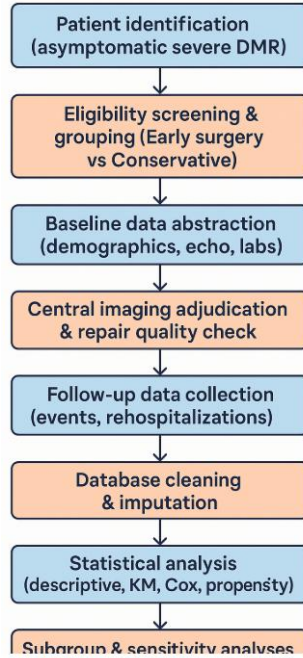 Patient identification
(asymptomatic severe DMR)
Eligibility screening &
grouping (Early surgery
vs Conservative)
Baseline data abstraction
(demographics, echo, labs)
Central imaging adjudication
& repair quality check
Follow-up data collection
(events, rehospitalizations)
Database cleaning
& imputation
Statistical analysis
(descriptive, KM, Cox, propensity)
Subgroup & sensitivity analyses